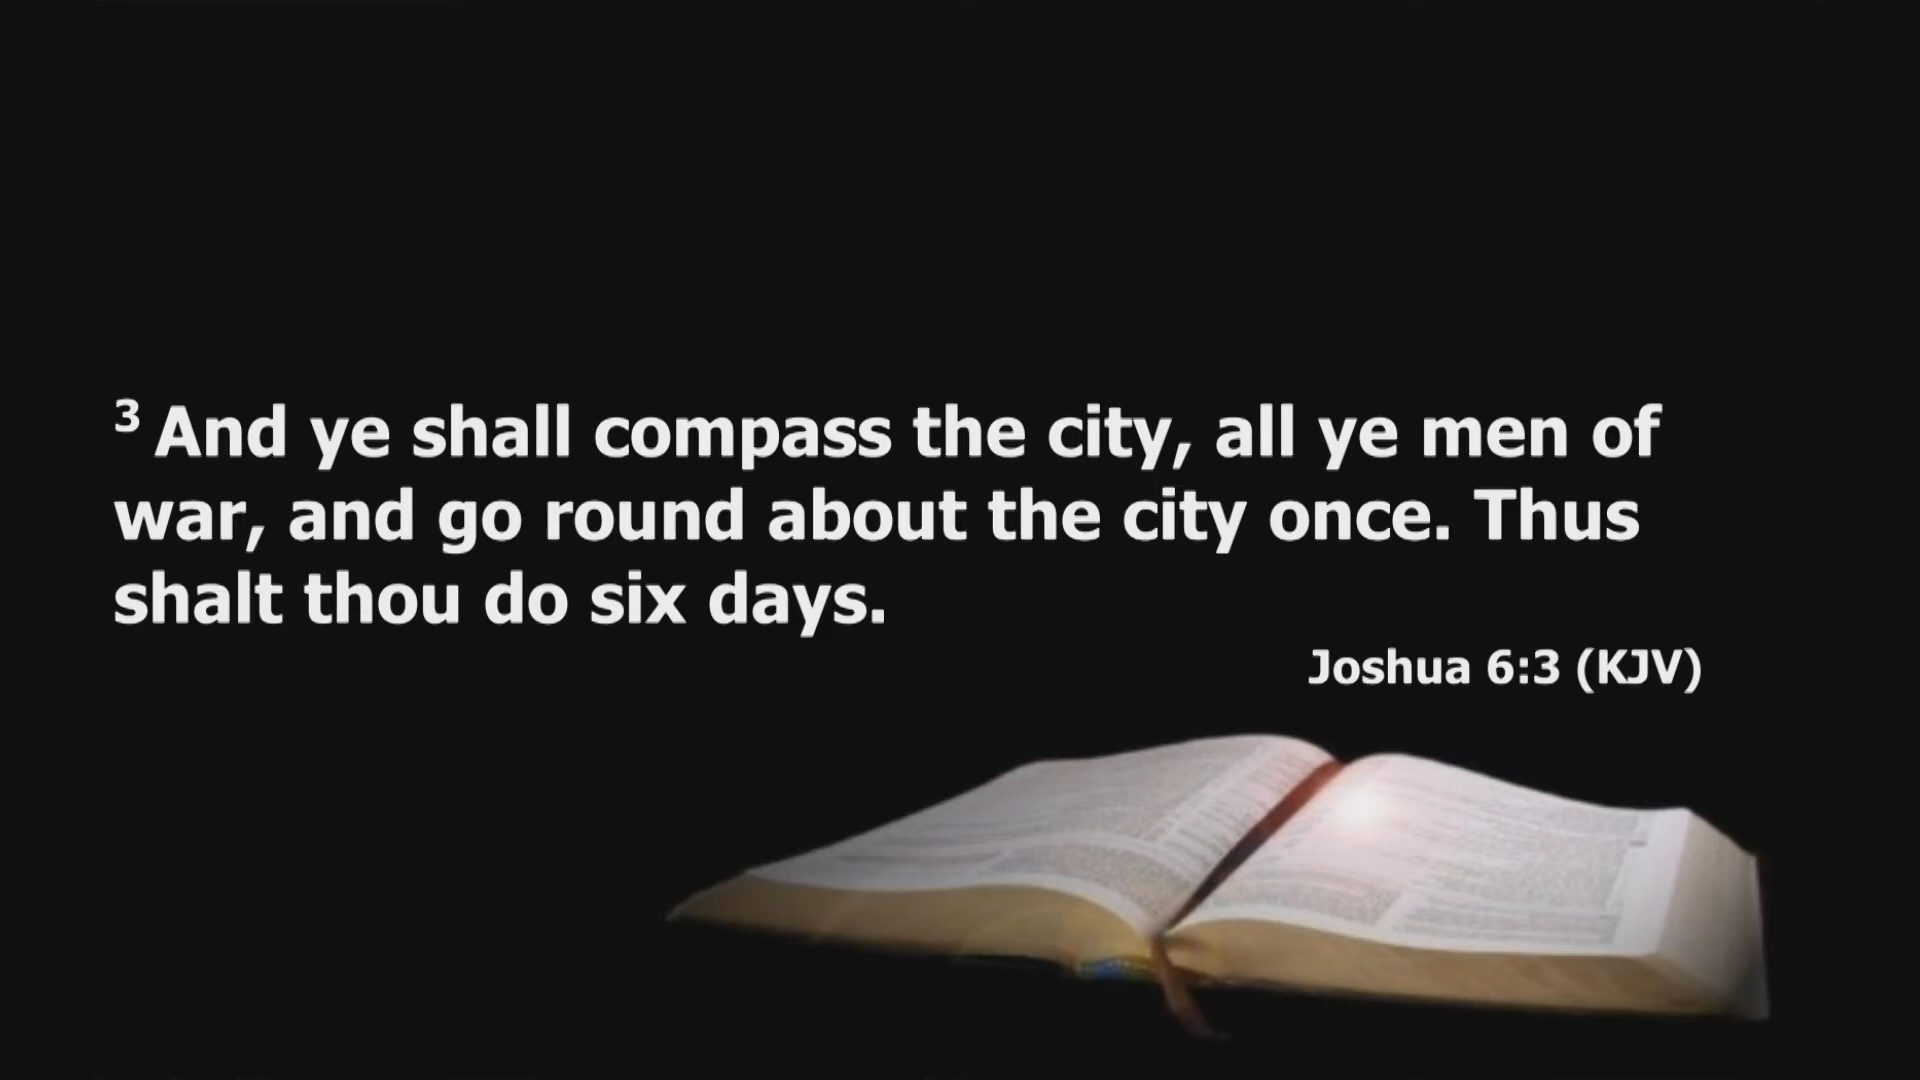 3 And ye shall compass the city, all ye men of
war, and go round about the city once. Thus
shalt thou do six days.
Joshua 6:3 (KJV)